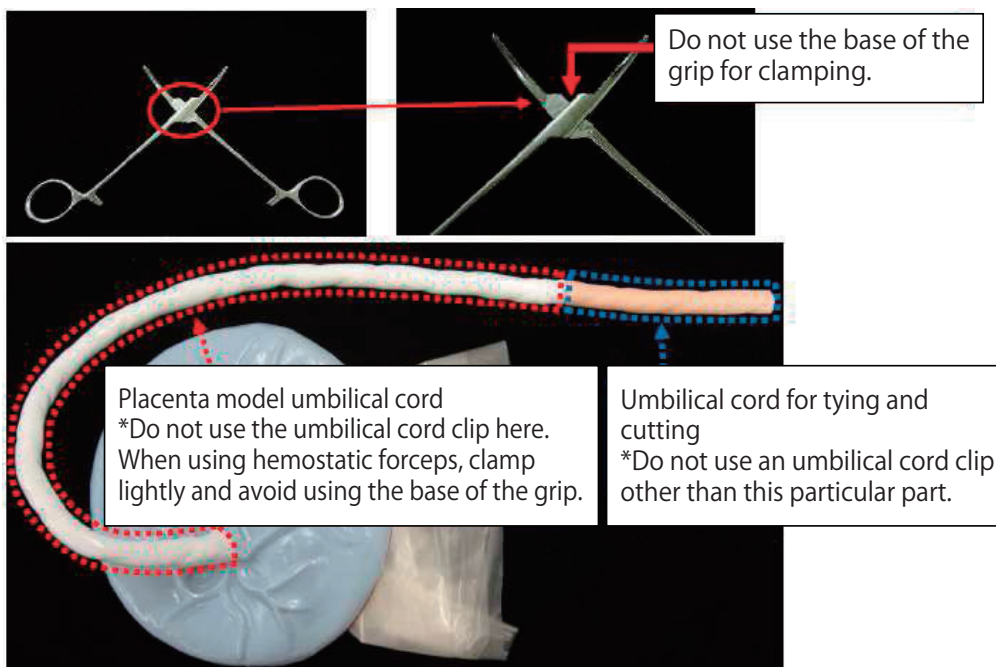 Do not use the base of the
grip for clamping.
Placenta model umbilical cord
*Do not use the umbilical cord clip here.
When using hemostatic forceps, clamp
lightly and avoid using the base of the grip.
Umbilical cord for tying and
cutting
*Do not use an umbilical cord clip
other than this particular part.